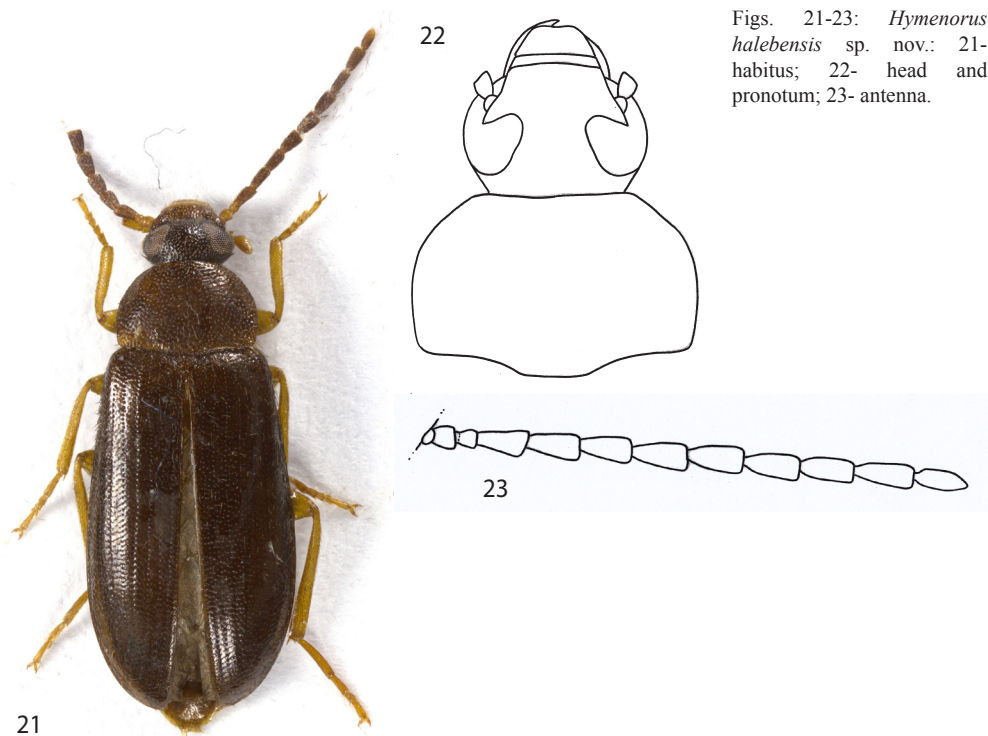 22
Figs. 21-23: Hymenorus
halebensis sp. nov.: 21-
habitus; 22- head and
pronotum; 23- antenna.
23
21